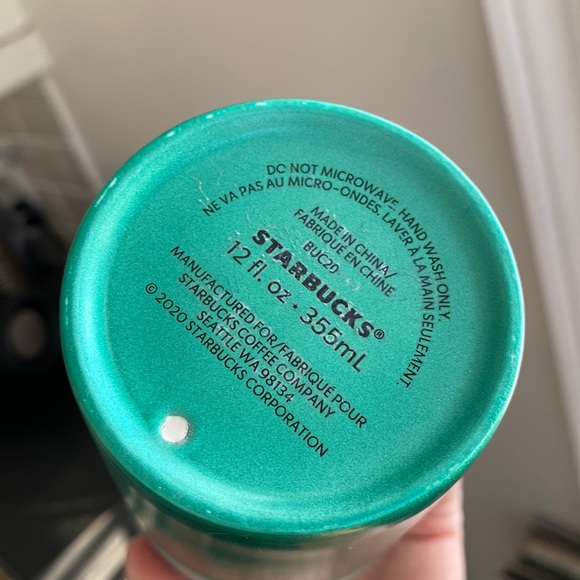 DO NOT MICROWAVE. HAND WASH ONLY.
NE VA PAS AU MICRO-ONDES. LAVER À LA MAIN SEULEMENT.
MADE IN CHINA/
FABRIQUE EN CHINE
BUC20
STARBUCKS®
12 fl. oz • 355mL
MANUFACTURED FOR/FABRIQUÉ POUR
STARBUCKS COFFEE COMPANY
SEATTLE WA 98134
© 2020 STARBUCKS CORPORATION